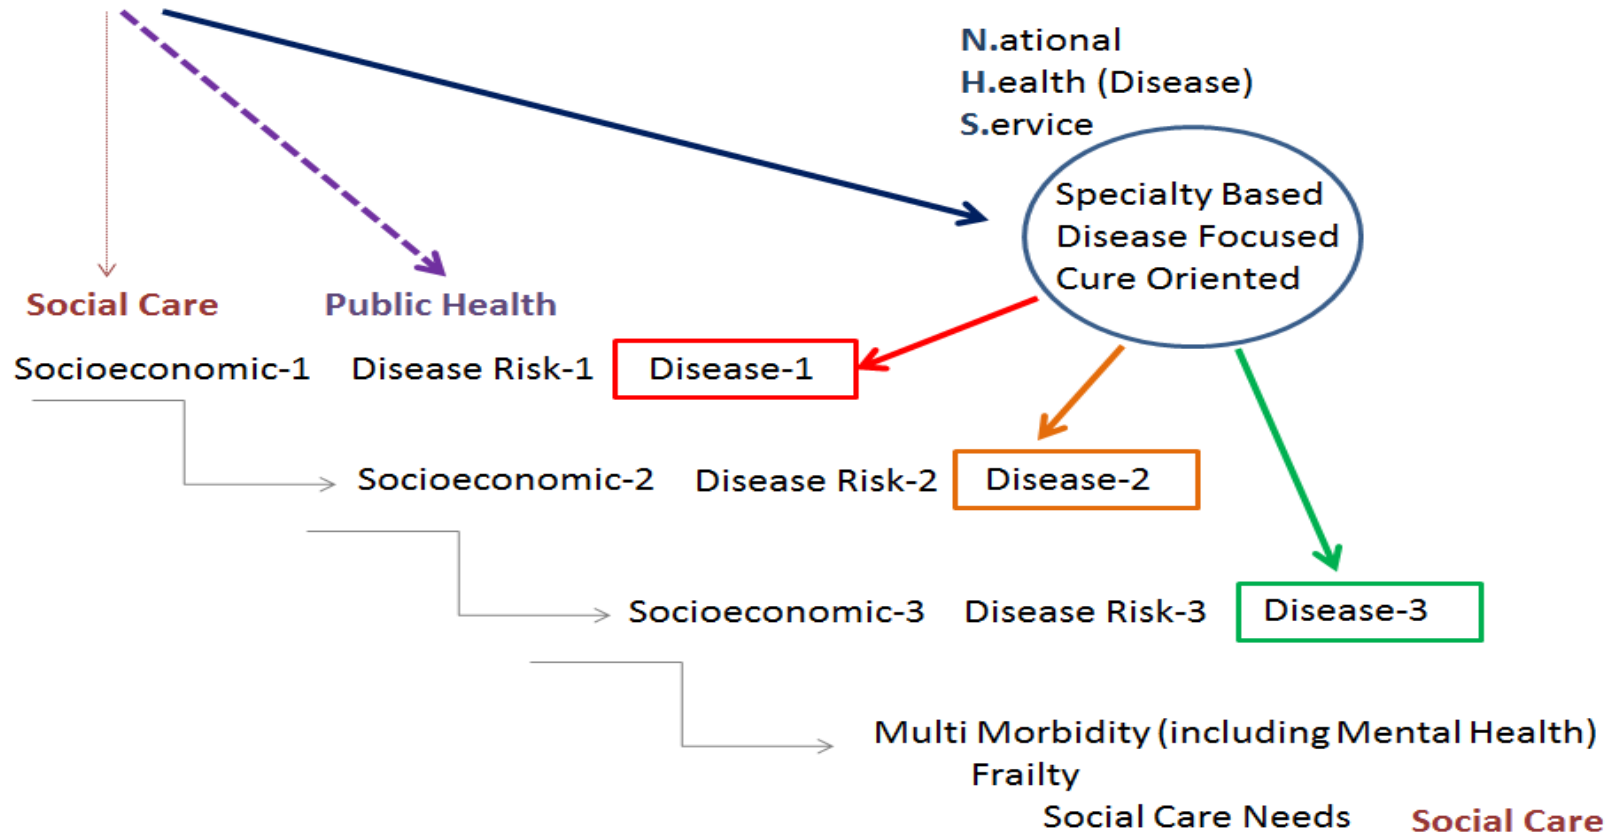 N.ational
H.ealth (Disease)
S.ervice
Specialty Based
Disease Focused
Cure Oriented
Social Care Public Health
Socioeconomic-1 Disease Risk-1 Disease-1
Socioeconomic-2 Disease Risk-2 Disease-2
Socioeconomic-3 Disease Risk-3 Disease-3
Multi Morbidity (including Mental Health)
Frailty
Social Care Needs Social Care